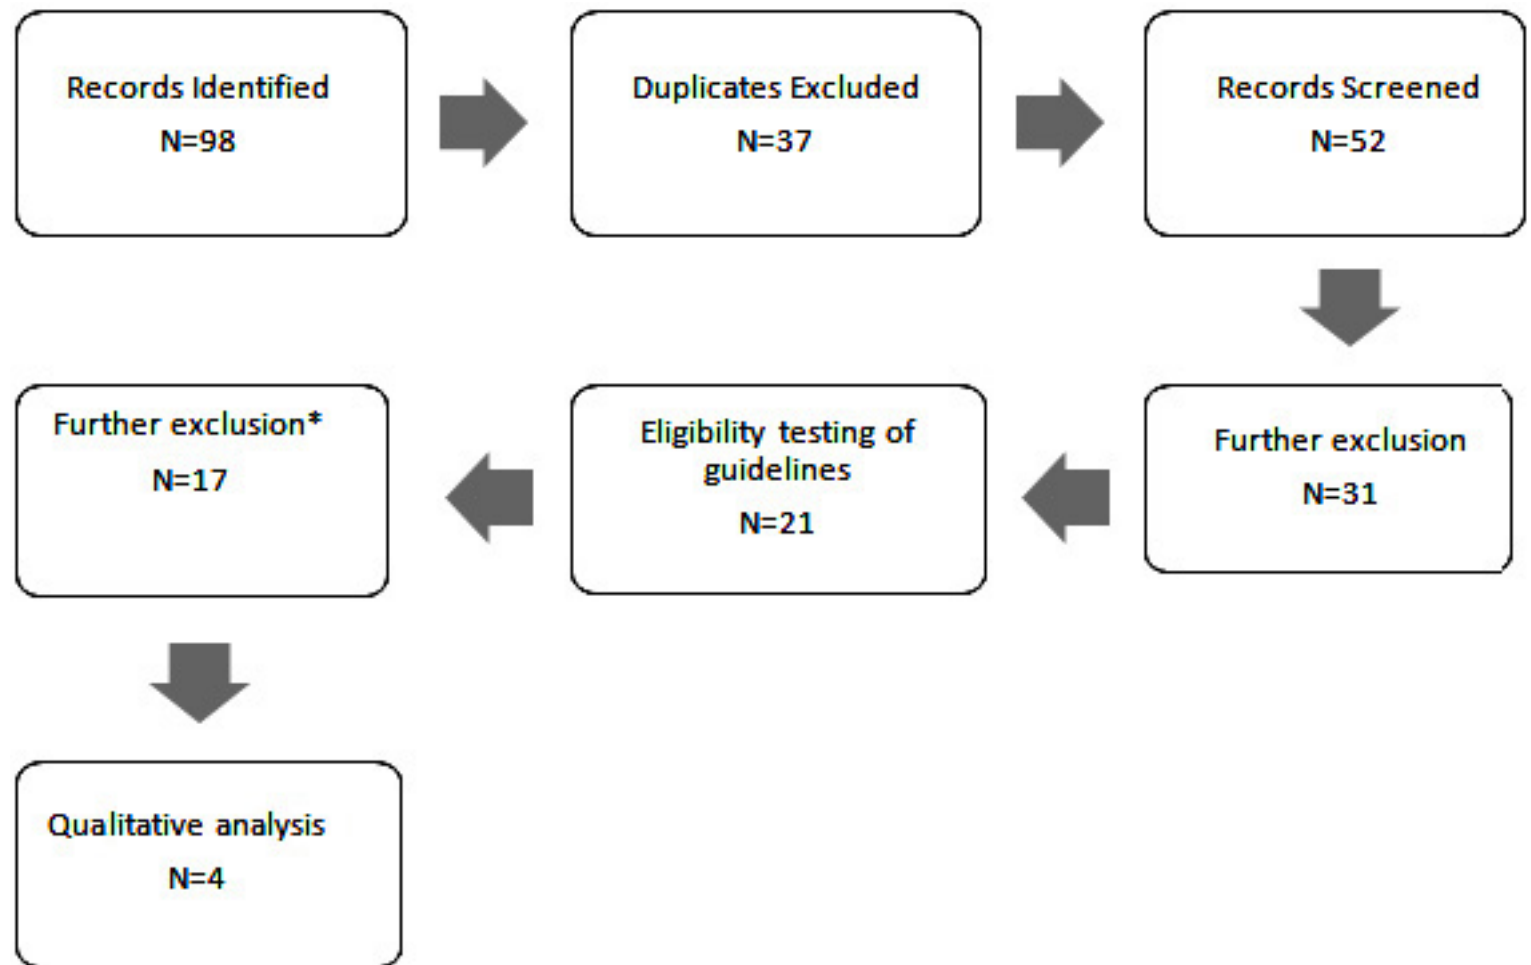 Records Identified
N=98
Duplicates Excluded
N=37
Records Screened
N=52
Further exclusion
N=31
Eligibility testing of
guidelines
N=21
Further exclusion*
N=17
Qualitative analysis
N=4